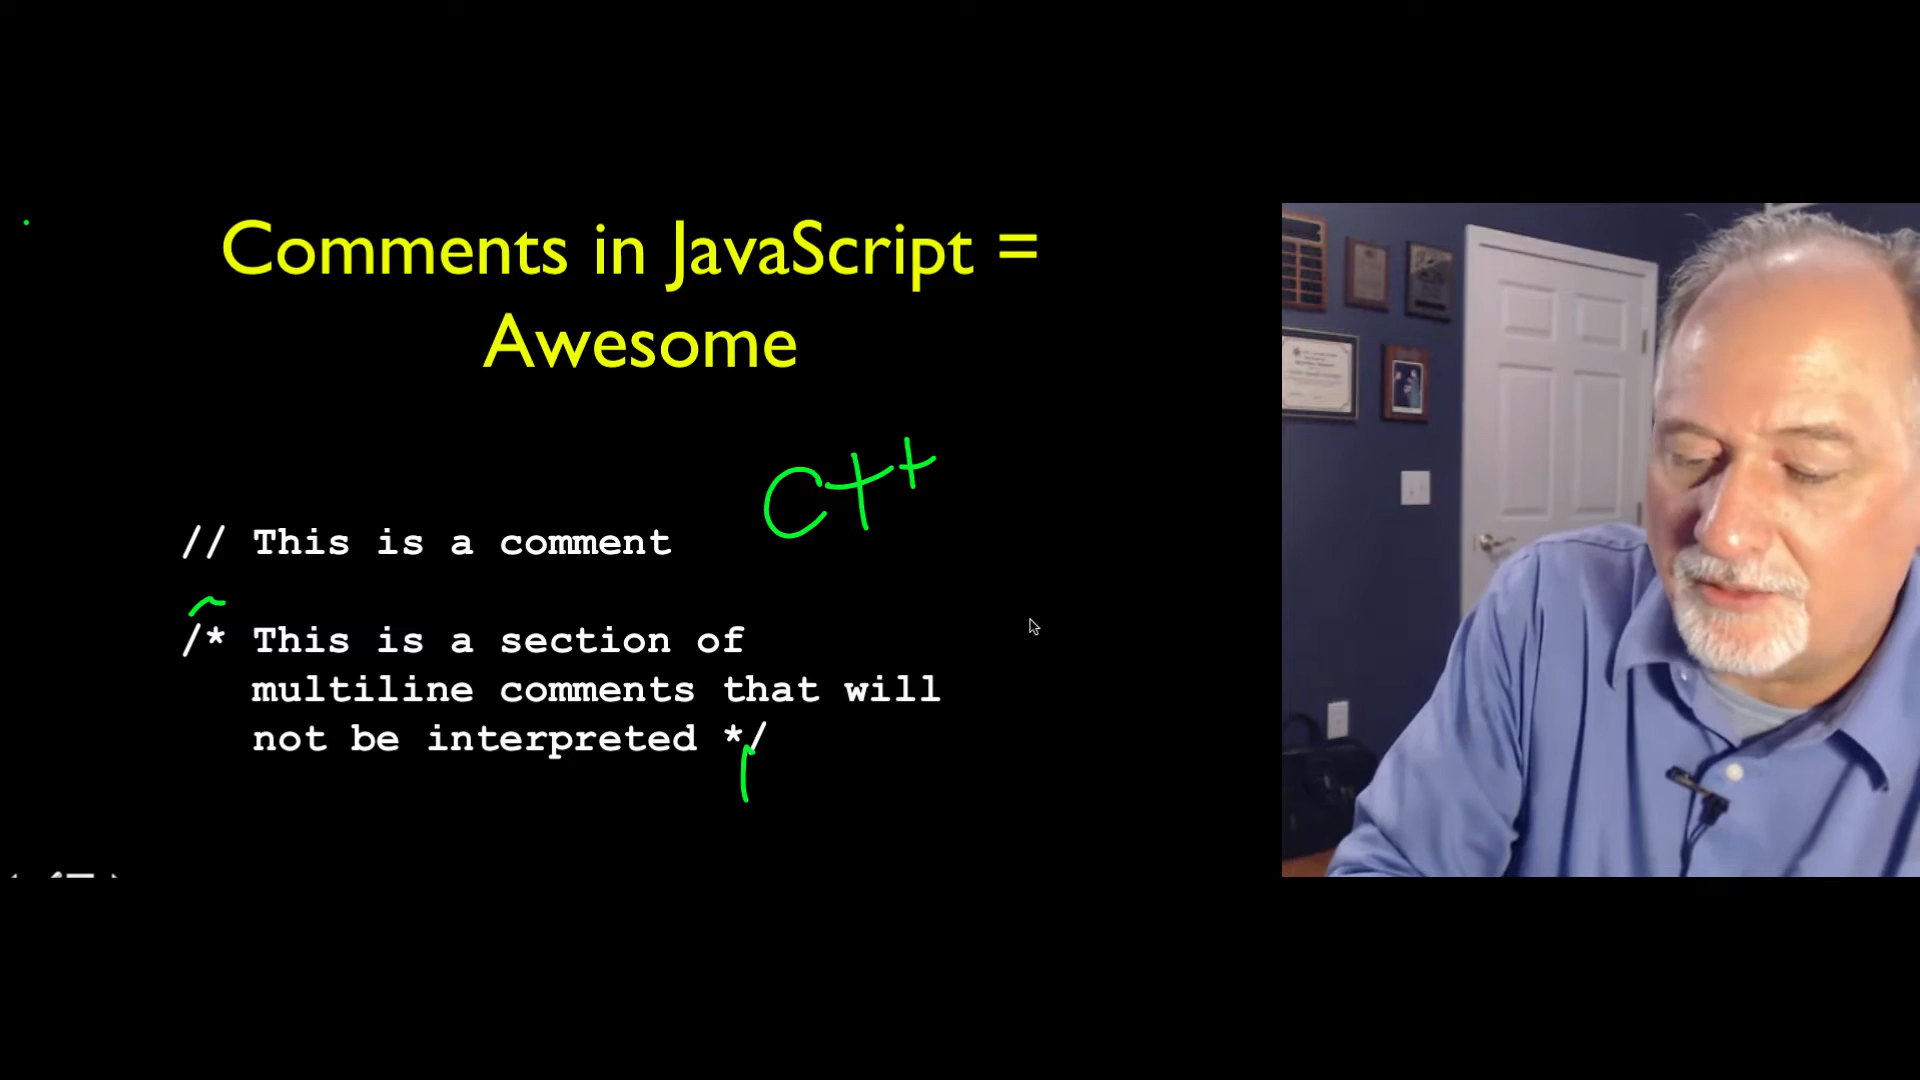 Comments in JavaScript =
Awesome
C++
// This is a comment
/* This is a section of
multiline comments that will
not be interpreted */